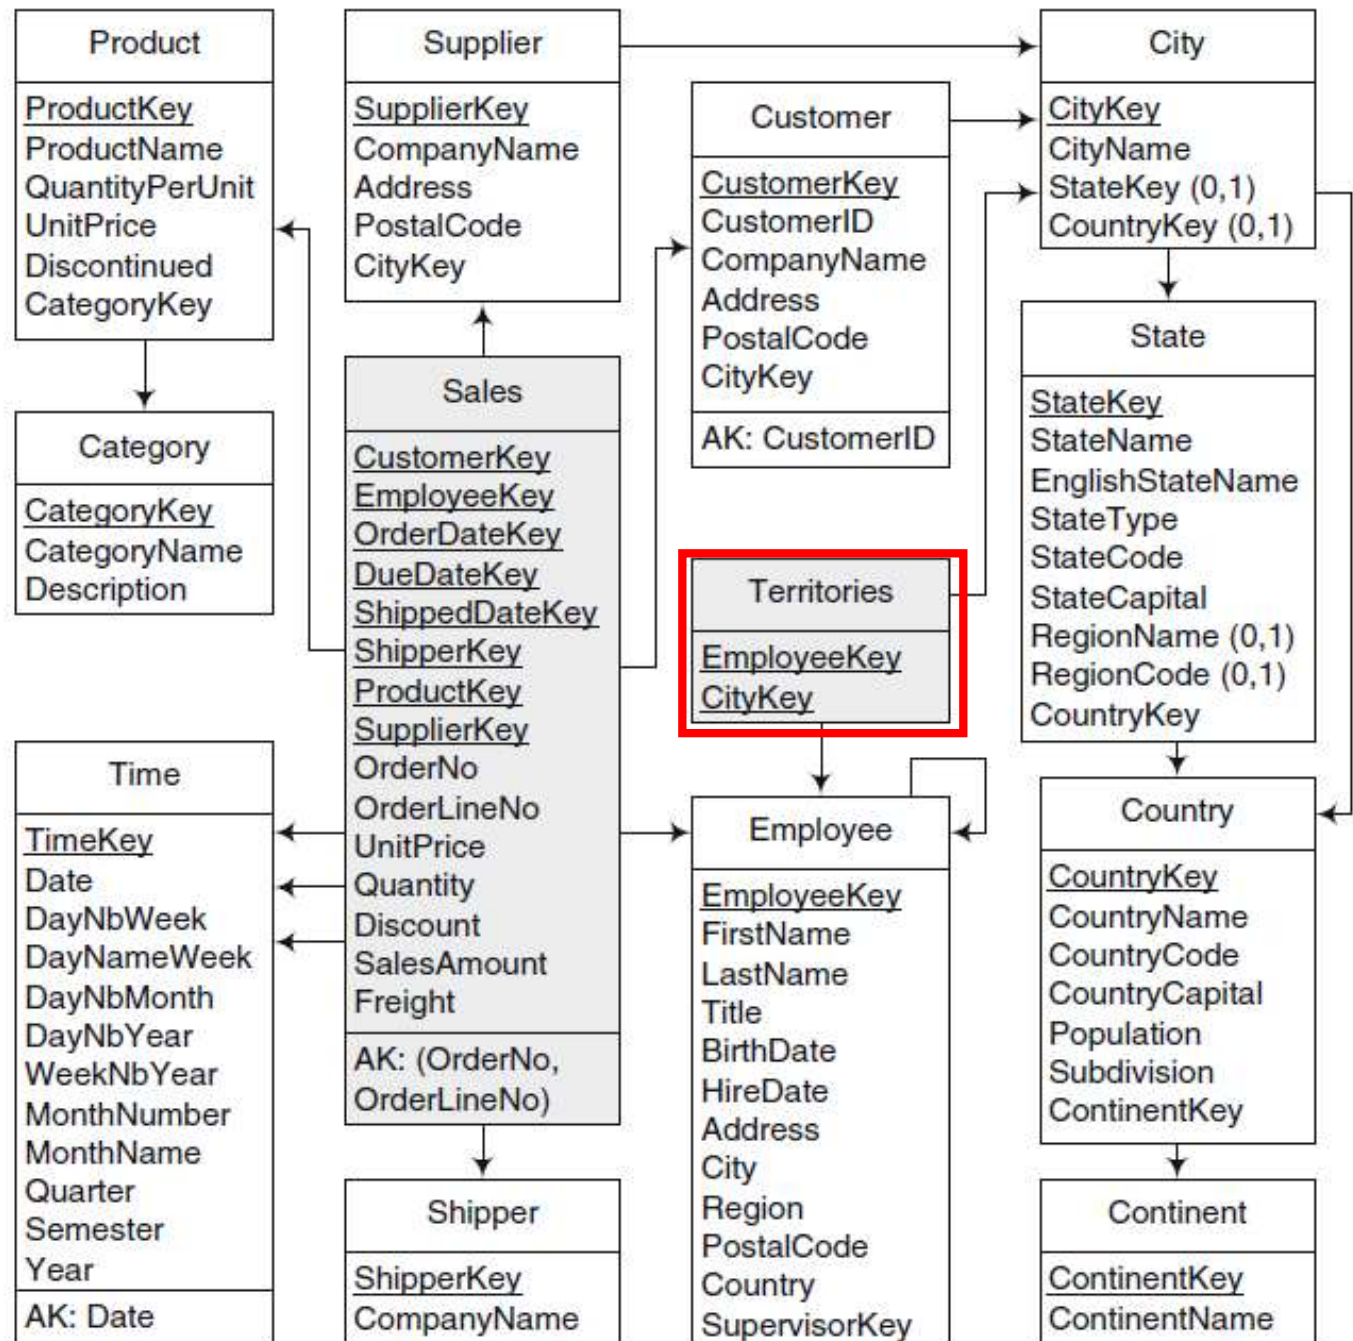 Product
ProductKey
ProductName
QuantityPerUnit
UnitPrice
Discontinued
CategoryKey
Category
CategoryKey
CategoryName
Description
Time
TimeKey
Date
DayNbWeek
DayNameWeek
DayNbMonth
DayNbYear
WeekNbYear
MonthNumber
MonthName
Quarter
Semester
Year
AK: Date
Supplier
SupplierKey
CompanyName
Address
PostalCode
CityKey
Sales
CustomerKey
EmployeeKey
OrderDateKey
DueDateKey
ShippedDateKey
ShipperKey
ProductKey
SupplierKey
OrderNo
OrderLineNo
UnitPrice
Quantity
Discount
SalesAmount
Freight
AK: (OrderNo,
OrderLineNo)
Shipper
ShipperKey
CompanyName
Customer
CustomerKey
CustomerID
CompanyName
Address
PostalCode
CityKey
AK: CustomerID
Territories
EmployeeKey
CityKey
Employee
EmployeeKey
FirstName
LastName
Title
BirthDate
HireDate
Address
City
Region
PostalCode
Country
SupervisorKey
City
CityKey
CityName
StateKey (0,1)
CountryKey (0,1)
State
StateKey
StateName
EnglishStateName
StateType
StateCode
StateCapital
RegionName (0,1)
RegionCode (0,1)
CountryKey
Country
CountryKey
CountryName
CountryCode
CountryCapital
Population
Subdivision
ContinentKey
Continent
ContinentKey
ContinentName